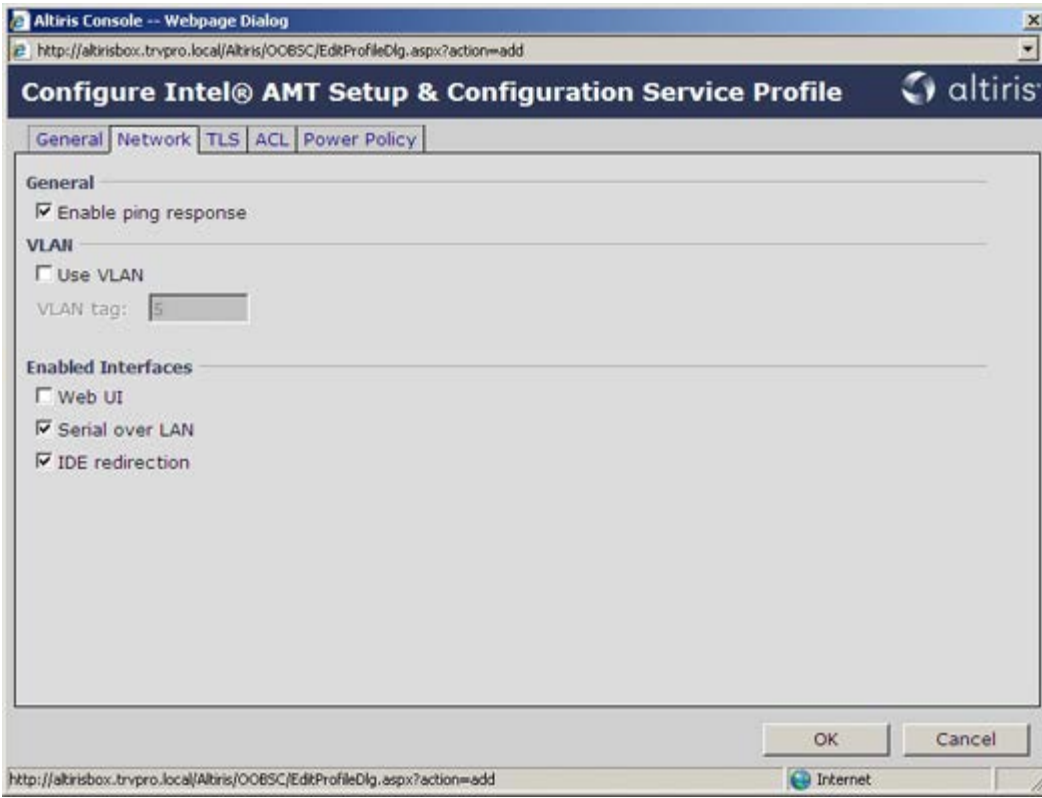 Altiris Console -- Webpage Dialog
http://altirisbox.trvpro.local/Altiris/OOBSC/EditProfileDlg.aspx?action=add
Configure Intel® AMT Setup & Configuration Service Profile
altiris
General Network TLS ACL Power Policy
General
Enable ping response
VLAN
Use VLAN
VLAN tag: 5
Enabled Interfaces
Web UI
Serial over LAN
IDE redirection
OK Cancel
http://altirisbox.trvpro.local/Altiris/OOBSC/EditProfileDlg.aspx?action=add Internet